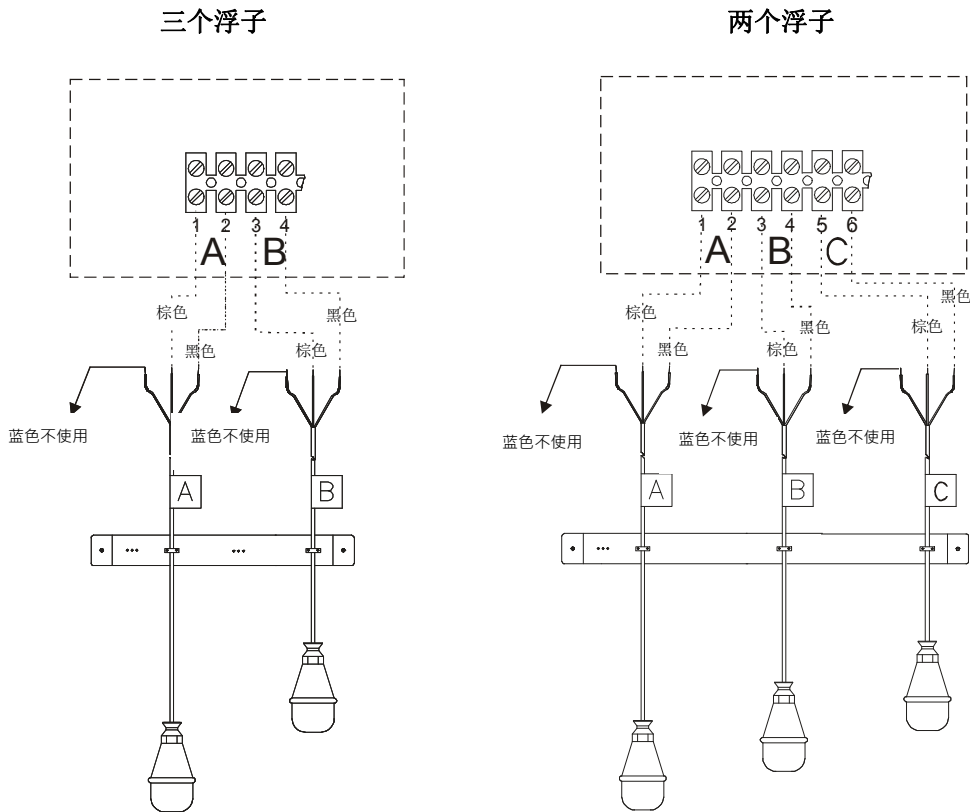 三个浮子
两个浮子
1 2 3 4
A B
棕色
黑色
黑色
棕色
蓝色不使用
蓝色不使用
A
B
1 2 3 4 5 6
A B C
黑色
棕色
黑色
棕色
黑色
棕色
蓝色不使用
蓝色不使用
蓝色不使用
A
B
C